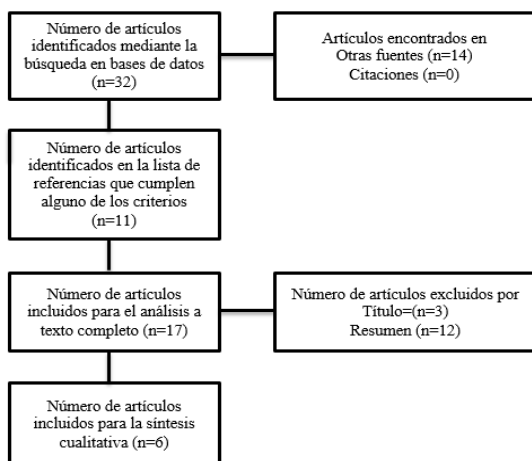 Número de artículos
identificados mediante la
búsqueda en bases de datos
(n=32)
Artículos encontrados en
Otras fuentes (n=14)
Citaciones (n=0)
Número de artículos
identificados en la lista de
referencias que cumplen
alguno de los criterios
(n=11)
Número de artículos
incluidos para el análisis a
texto completo (n=17)
Número de artículos excluidos por
Título=(n=3)
Resumen (n=12)
Número de artículos
incluidos para la síntesis
cualitativa (n=6)